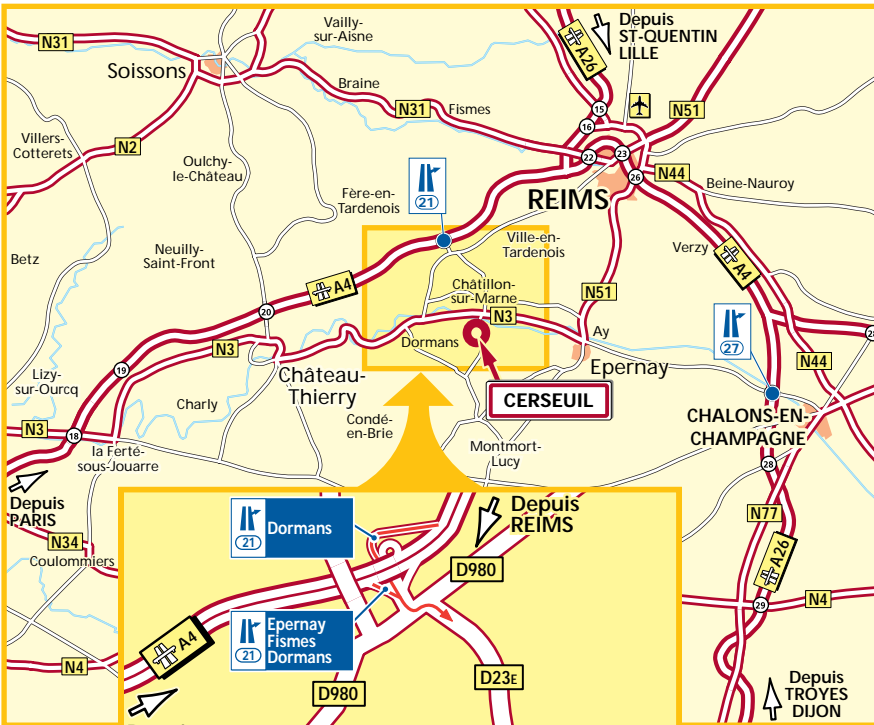 Depuis
ST-QUENTIN
LILLE
Vailly-
sur-Aisne
N31
Soissons
A26
Braine
N31
Fismes
15
N51
16
Villers-
Cotterets
N2
Oulchy-
le-Château
22
23
26
N44
REIMS
Beine-Nauroy
21
Fère-en-
Tardenois
Ville-en-
Tardenois
Verzy
A4
Betz
Neuilly-
Saint-Front
A4
Châtillon-
sur-Marne
N51
20
N3
Ay
27
N3
Dormans
Epernay
N44
28
19
Lizy-
sur-Ourcq
Château-
Thierry
CERSEUIL
Charly
Condé-
en-Brie
CHALONS-EN-
CHAMPAGNE
N3
18
la Ferté-
sous-Jouarre
Montmort-
Lucy
28
Depuis
PARIS
N77
N34
Coulommiers
A26
29
N4
N4
Depuis
TROYES
DIJON
21
Dormans
Depuis
REIMS
D980
21
Epernay
Fismes
Dormans
A4
D980
D23E